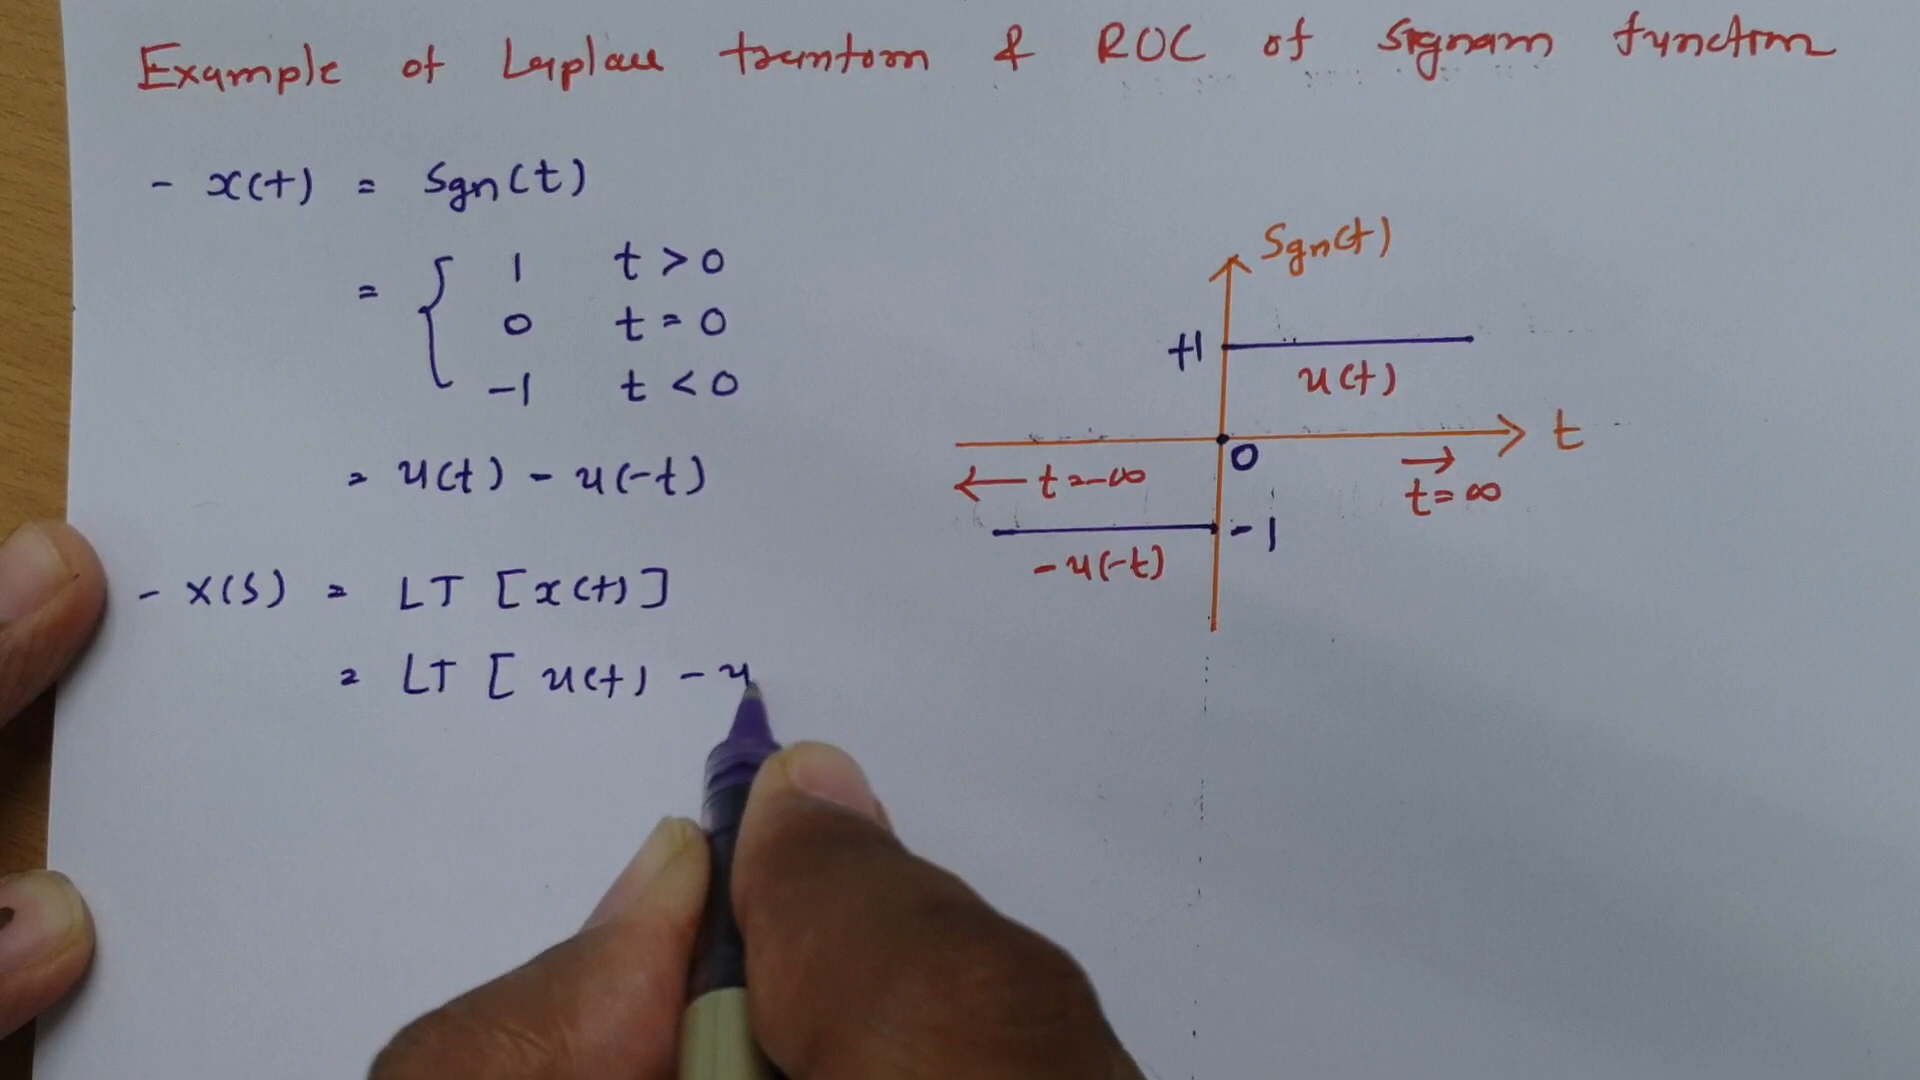 Example of Laplace transform & ROC of signam function
- x(t) = Sgn(t)
= { 1 t > 0
0 t = 0
-1 t < 0
= u(t) - u(-t)
- X(S) = LT [x(t)]
= LT [ u(t) - u
Sgn(t)
+1
u(t)
t
0
← t = -∞
→
t = ∞
-1
-u(-t)